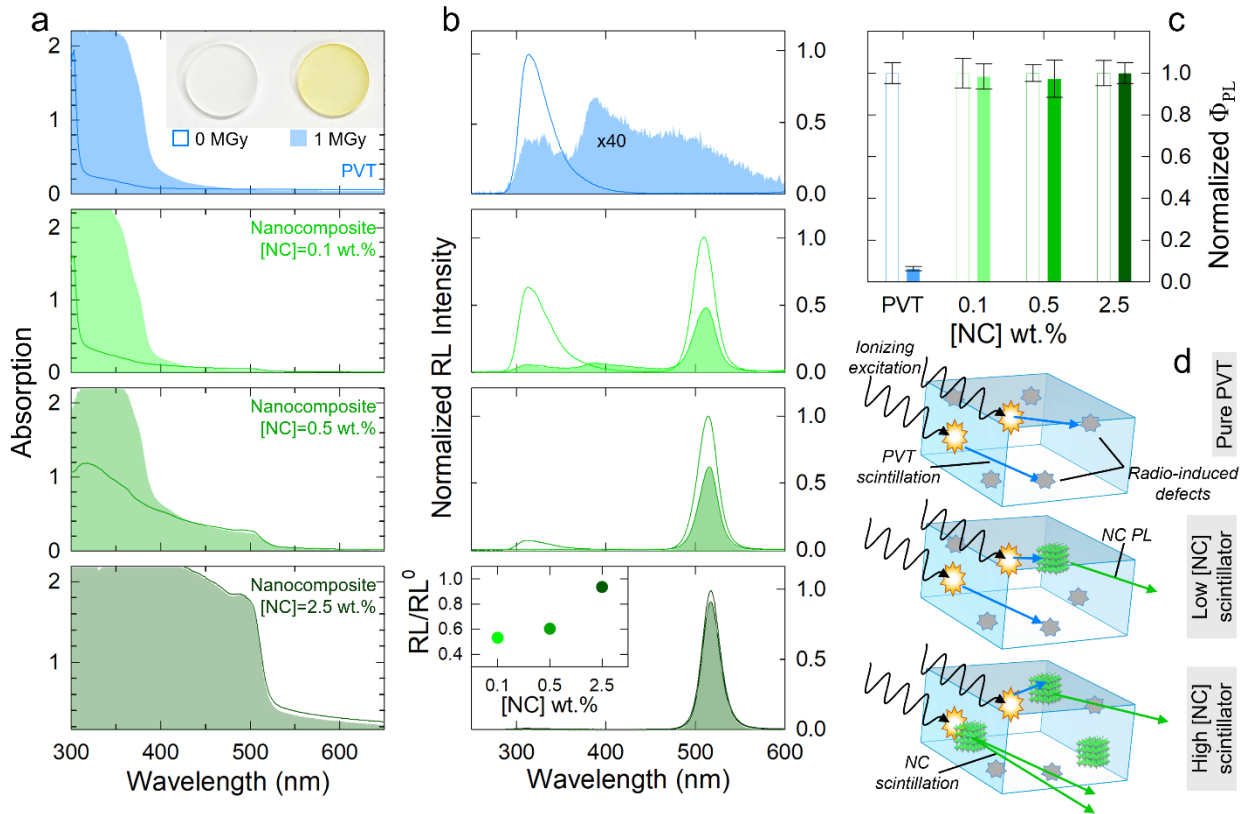 a
2
1
0 MGy
1 MGy
PVT
2
1
Nanocomposite
[NC]=0.1 wt.%
2
1
0
Nanocomposite
[NC]=0.5 wt.%
2
1
Nanocomposite
[NC]=2.5 wt.%
300
400
500
600
Absorption
Wavelength (nm)
b
x40
1.0
0.5
0.0
1.0
0.5
0.0
1.0
0.5
0.0
1.0
0.5
0.0
RL/RL⁰
1.0
0.8
0.6
0.4
0.1
0.5
2.5
[NC] wt.%
300
400
500
600
Normalized RL Intensity
Wavelength (nm)
c
1.0
0.8
0.6
0.4
0.2
0.0
Normalized ΦPL
PVT
0.1
0.5
2.5
[NC] wt.%
d
Ionizing
excitation
PVT
scintillation
Radio-induced
defects
Pure PVT
NC PL
Low [NC]
scintillator
NC
scintillation
High [NC]
scintillator